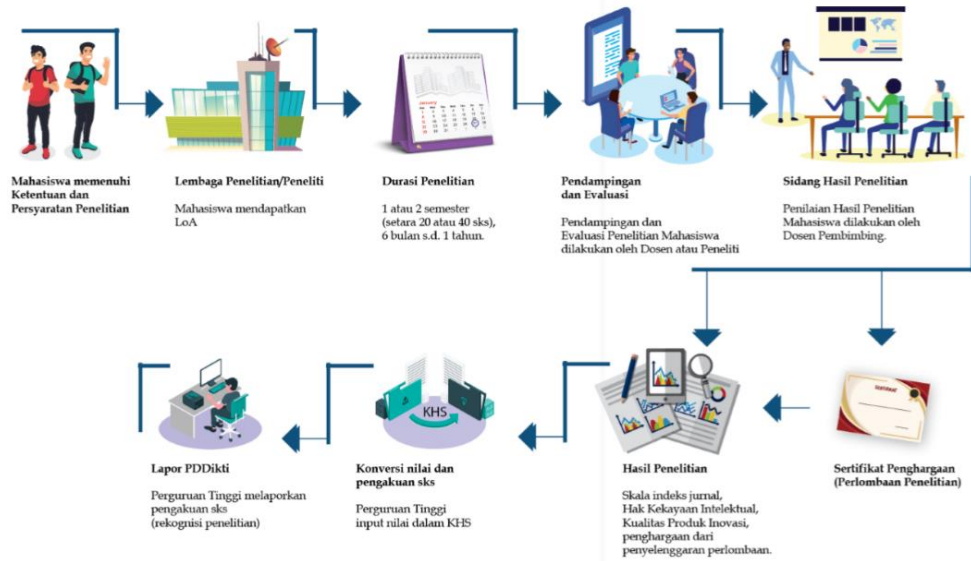 Mahasiswa memenuhi
Ketentuan dan
Persyaratan Penelitian
Lembaga Penelitian/Peneliti
Mahasiswa mendapatkan
LoA
Durasi Penelitian
1 atau 2 semester
(setara 20 atau 40 sks),
6 bulan s.d. 1 tahun.
Pendampingan
dan Evaluasi
Pendampingan dan
Evaluasi Penelitian Mahasiswa
dilakukan oleh Dosen atau Peneliti
Sidang Hasil Penelitian
Penilaian Hasil Penelitian
Mahasiswa dilakukan oleh
Dosen Pembimbing.
KHS
Lapor PDDikti
Perguruan Tinggi melaporkan
pengakuan sks
(rekognisi penelitian)
Konversi nilai dan
pengakuan sks
Perguruan Tinggi
input nilai dalam KHS
Hasil Penelitian
Skala indeks jurnal,
Hak Kekayaan Intelektual,
Kualitas Produk Inovasi,
penghargaan dari
penyelenggaran perlombaan.
Sertifikat Penghargaan
(Perlombaan Penelitian)